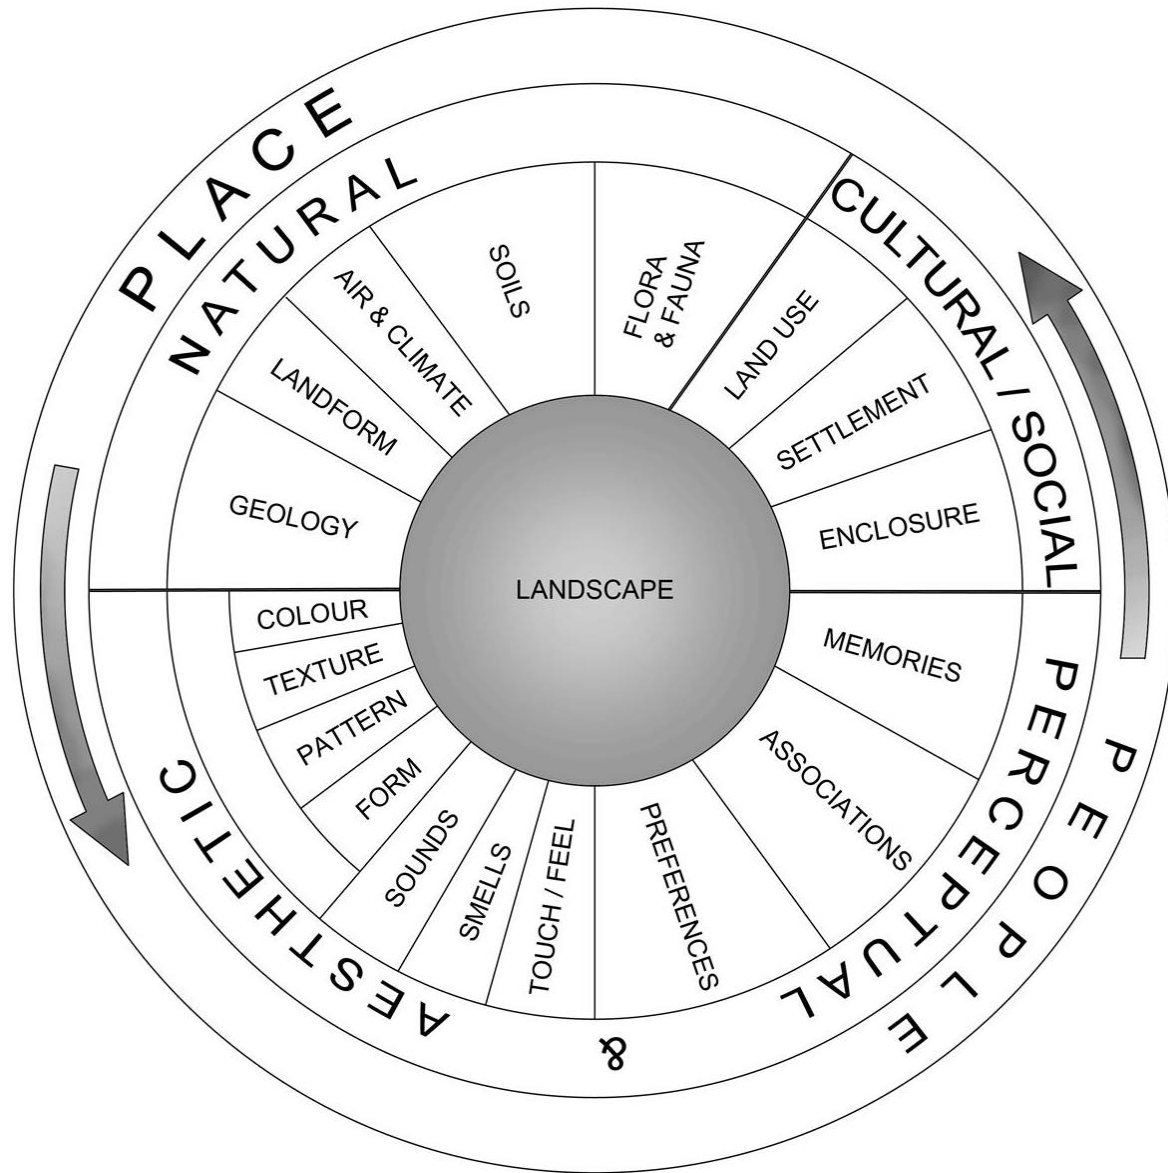 PLACE
NATURAL
CULTURAL / SOCIAL
GEOLOGY
LANDFORM
AIR & CLIMATE
SOILS
FLORA
& FAUNA
LAND USE
SETTLEMENT
ENCLOSURE
LANDSCAPE
MEMORIES
ASSOCIATIONS
PREFERENCES
TOUCH / FEEL
SMELLS
SOUNDS
FORM
PATTERN
TEXTURE
COLOUR
PERCEPTUAL & AESTHETIC
PEOPLE